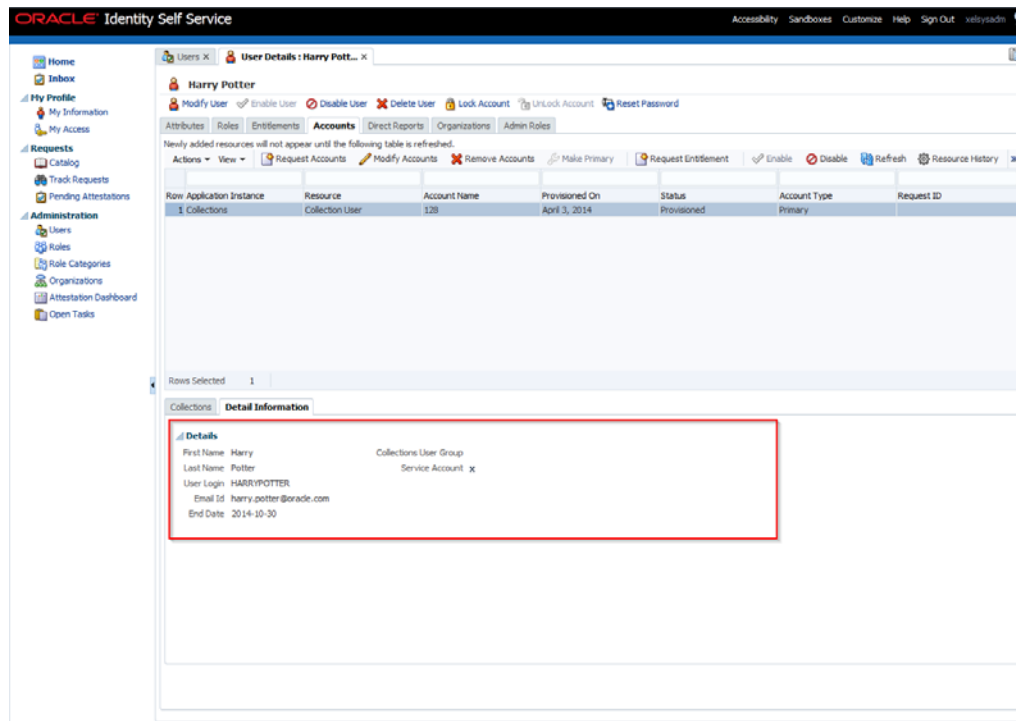 ORACLE Identity Self Service
Accessibility Sandboxes Customize Help Sign Out xelsysadm
Home
Inbox
My Profile
My Information
My Access
Requests
Catalog
Track Requests
Pending Attestations
Administration
Users
Roles
Role Categories
Organizations
Attestation Dashboard
Open Tasks
Users × User Details : Harry Pott... ×
Harry Potter
Modify User Enable User Disable User Delete User Lock Account UnLock Account Reset Password
Attributes Roles Entitlements Accounts Direct Reports Organizations Admin Roles
Newly added resources will not appear until the following table is refreshed.
Actions View Request Accounts Modify Accounts Remove Accounts Make Primary Request Entitlement Enable Disable Refresh Resource History
Row Application Instance Resource Account Name Provisioned On Status Account Type Request ID
1 Collections Collection User 128 April 3, 2014 Provisioned Primary
Rows Selected 1
Collections Detail Information
Details
First Name Harry Collections User Group
Last Name Potter Service Account x
User Login HARRYPOTTER
Email Id harry.potter@oracle.com
End Date 2014-10-30